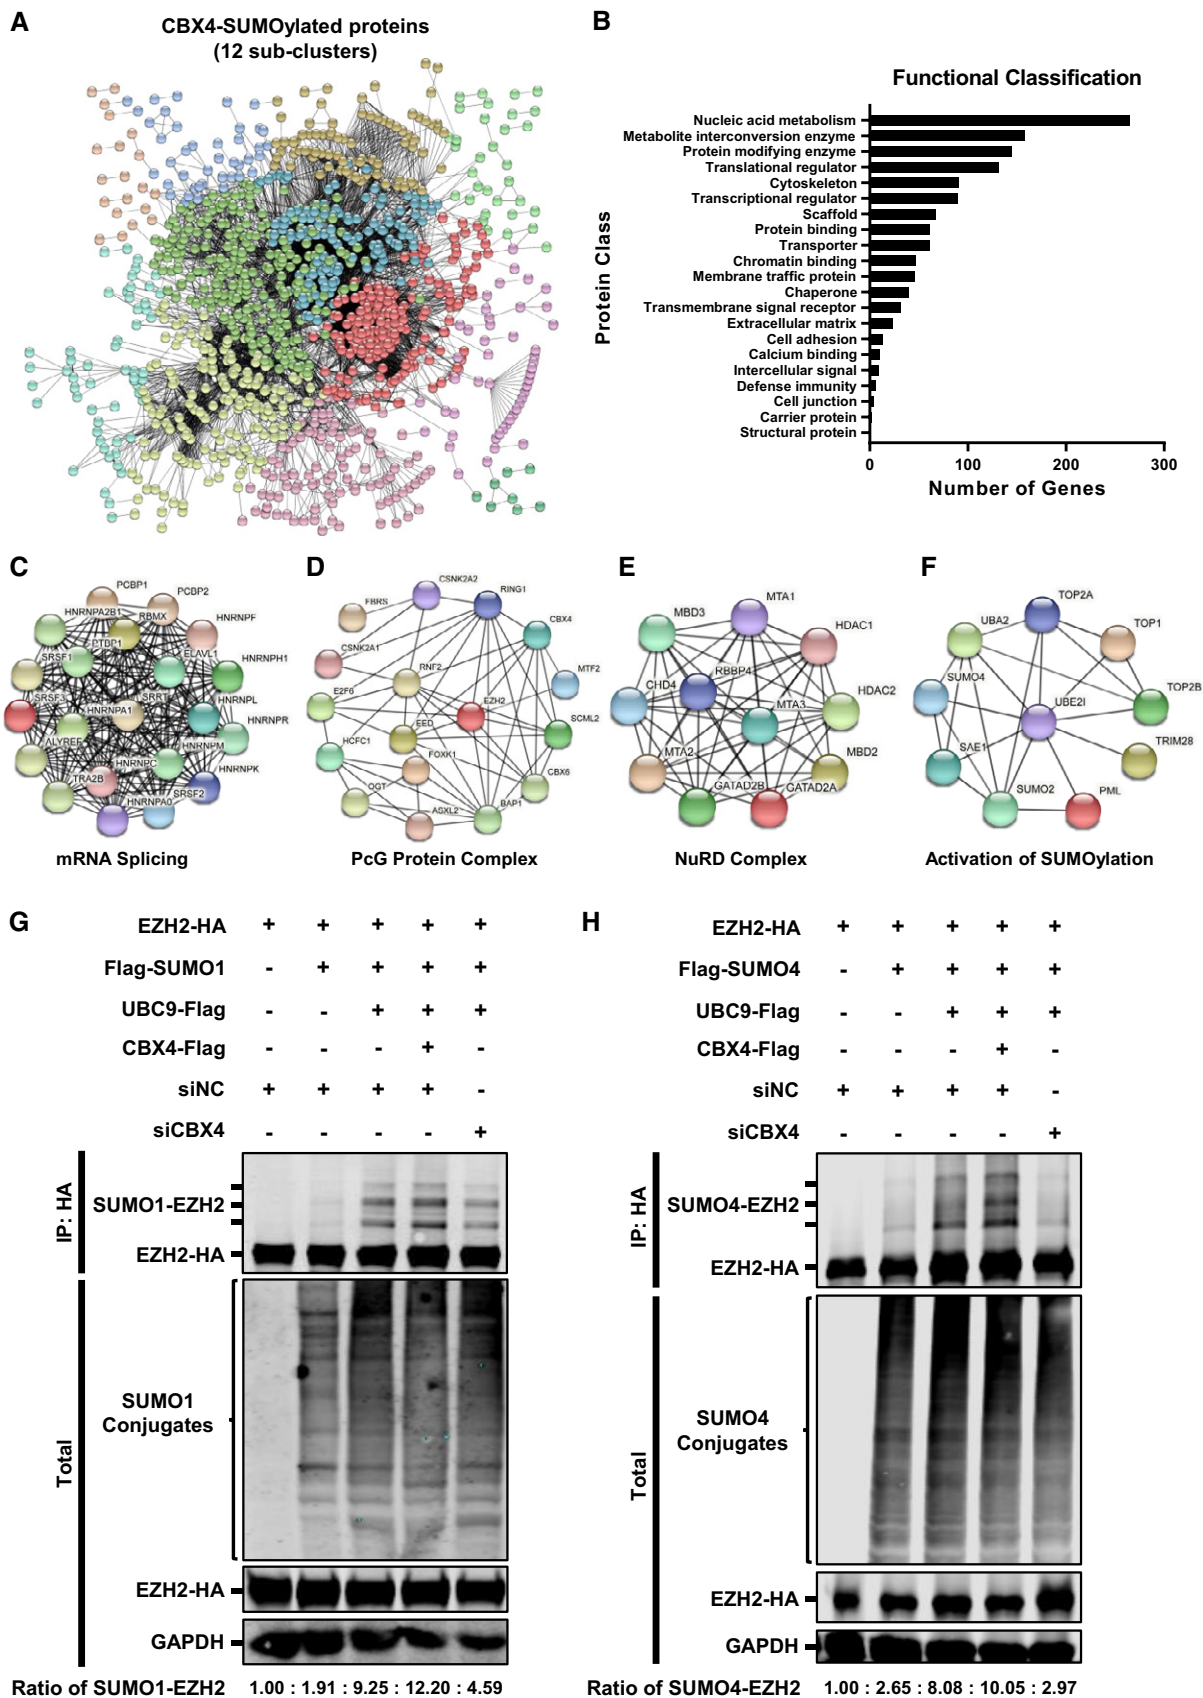 A
CBX4-SUMOylated proteins
(12 sub-clusters)
B
Functional Classification
Protein Class
Nucleic acid metabolism
Metabolite interconversion enzyme
Protein modifying enzyme
Translational regulator
Cytoskeleton
Transcriptional regulator
Scaffold
Protein binding
Transporter
Chromatin binding
Membrane traffic protein
Chaperone
Transmembrane signal receptor
Extracellular matrix
Cell adhesion
Calcium binding
Intercellular signal
Defense immunity
Cell junction
Carrier protein
Structural protein
0 100 200 300
Number of Genes
C
PCBP1
PCBP2
HNRNPA2B1
RBMX
HNRNPF
PTBP1
ELAVL1
SRSF1
HNRNPH1
SRSF3
SRRT
HNRNPL
HNRNPA1
HNRNPR
ALYREF
HNRNPM
HNRNPC
TRA2B
HNRNPK
SRSF2
HNRNPA0
mRNA Splicing
D
CSNK2A2
RING1
FBRS
CBX4
CSNK2A1
RNF2
MTF2
E2F6
EZH2
SCML2
EED
HCFC1
FOXK1
CBX6
OGT
BAP1
ASXL2
PcG Protein Complex
E
MTA1
MBD3
HDAC1
RBBP4
CHD4
HDAC2
MTA3
MTA2
MBD2
GATAD2B
GATAD2A
NuRD Complex
F
TOP2A
UBA2
TOP1
SUMO4
TOP2B
UBE2I
SAE1
TRIM28
SUMO2
PML
Activation of SUMOylation
G
EZH2-HA + + + + +
Flag-SUMO1 - + + + +
UBC9-Flag - - + + +
CBX4-Flag - - - + -
siNC + + + + -
siCBX4 - - - - +
IP: HA
SUMO1-EZH2
EZH2-HA
Total
SUMO1
Conjugates
EZH2-HA
GAPDH
Ratio of SUMO1-EZH2 1.00 : 1.91 : 9.25 : 12.20 : 4.59
H
EZH2-HA + + + + +
Flag-SUMO4 - + + + +
UBC9-Flag - - + + +
CBX4-Flag - - - + -
siNC + + + + -
siCBX4 - - - - +
IP: HA
SUMO4-EZH2
EZH2-HA
Total
SUMO4
Conjugates
EZH2-HA
GAPDH
Ratio of SUMO4-EZH2 1.00 : 2.65 : 8.08 : 10.05 : 2.97